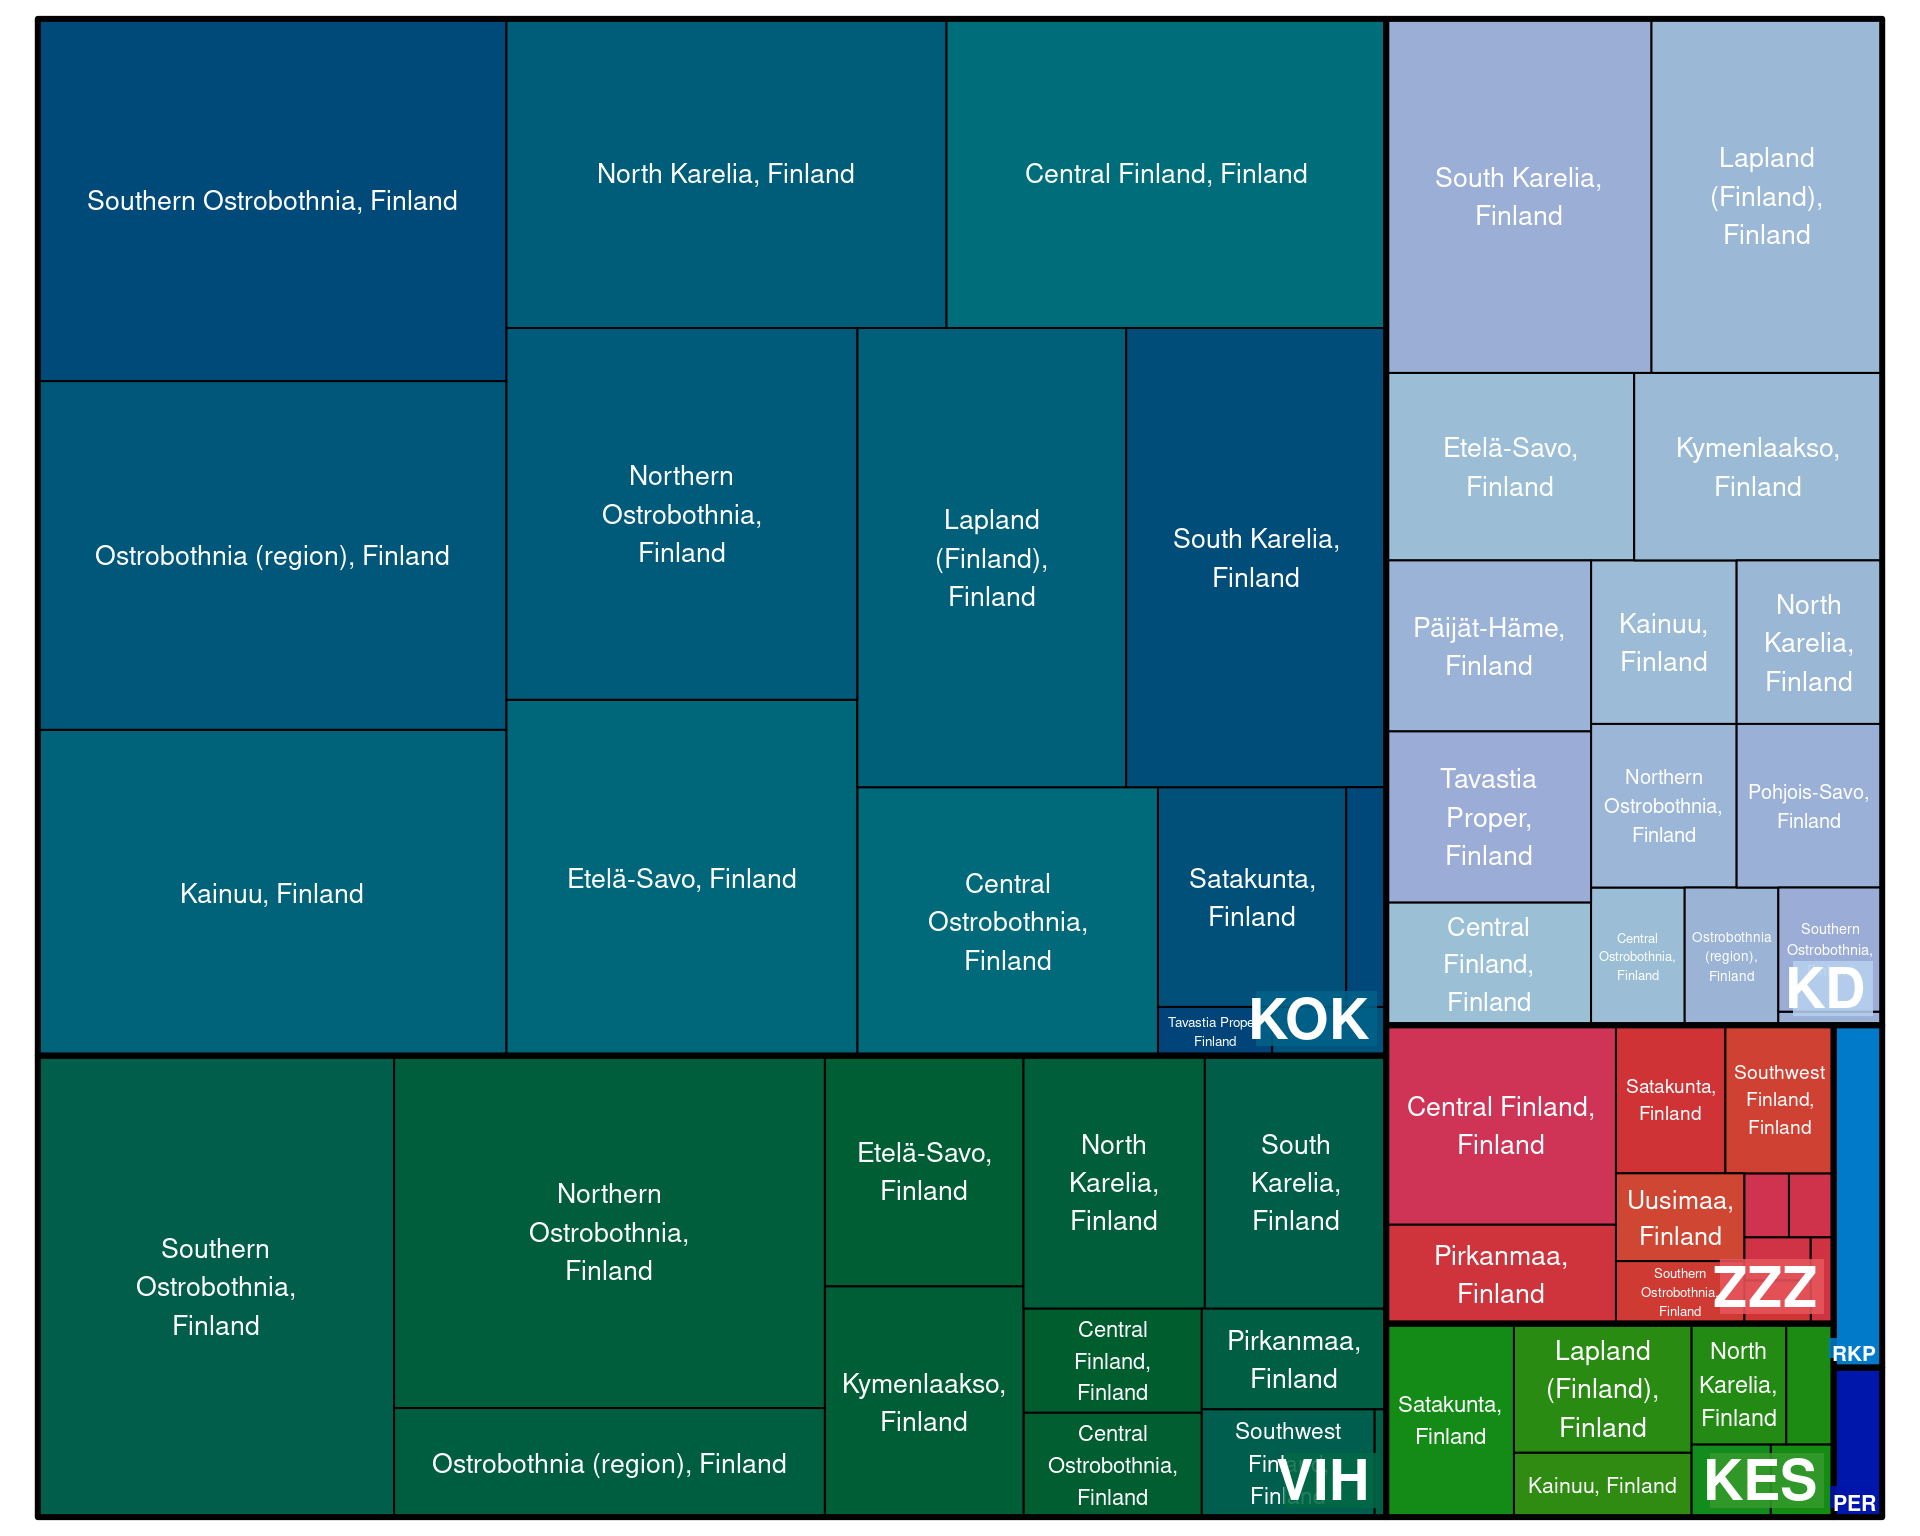 Southern Ostrobothnia, Finland
North Karelia, Finland
Central Finland, Finland
Ostrobothnia (region), Finland
Northern
Ostrobothnia,
Finland
Lapland
(Finland),
Finland
South Karelia,
Finland
Kainuu, Finland
Etelä-Savo, Finland
Central
Ostrobothnia,
Finland
Satakunta,
Finland
Tavastia Prope
Finland
KOK
South Karelia,
Finland
Lapland
(Finland),
Finland
Etelä-Savo,
Finland
Kymenlaakso,
Finland
Päijät-Häme,
Finland
Kainuu,
Finland
North
Karelia,
Finland
Tavastia
Proper,
Finland
Northern
Ostrobothnia,
Finland
Pohjois-Savo,
Finland
Central
Finland,
Finland
Central
Ostrobothnia,
Finland
Ostrobothnia
(region),
Finland
Southern
Ostrobothnia,
KD
Southern
Ostrobothnia,
Finland
Northern
Ostrobothnia,
Finland
Ostrobothnia (region), Finland
Etelä-Savo,
Finland
Kymenlaakso,
Finland
North
Karelia,
Finland
South
Karelia,
Finland
Central
Finland,
Finland
Pirkanmaa,
Finland
Central
Ostrobothnia,
Finland
Southwest
Finland,
Finland
VIH
Central Finland,
Finland
Satakunta,
Finland
Southwest
Finland,
Finland
Pirkanmaa,
Finland
Uusimaa,
Finland
Southern
Ostrobothnia,
Finland
ZZZ
Satakunta,
Finland
Lapland
(Finland),
Finland
North
Karelia,
Finland
Kainuu, Finland
KES
RKP
PER